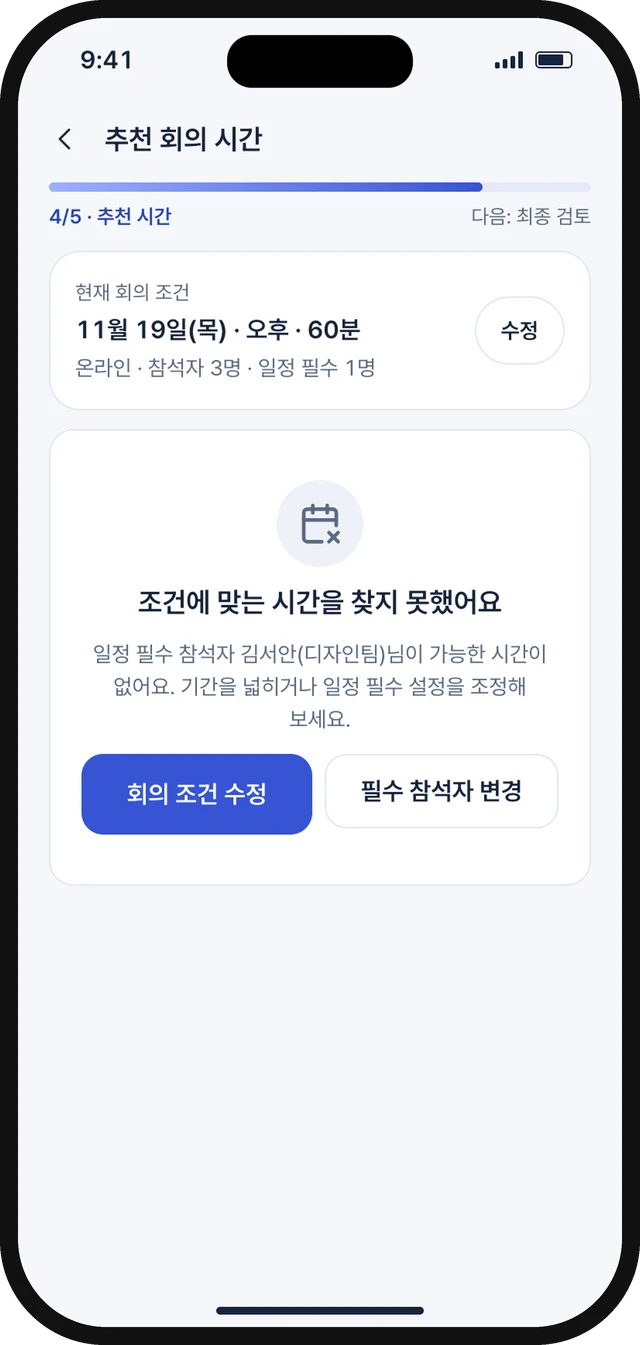 9:41
추천 회의 시간
4/5 · 추천 시간
다음: 최종 검토
현재 회의 조건
11월 19일(목) · 오후 · 60분
온라인 · 참석자 3명 · 일정 필수 1명
수정
조건에 맞는 시간을 찾지 못했어요
일정 필수 참석자 김서안(디자인팀)님이 가능한 시간이
없어요. 기간을 넓히거나 일정 필수 설정을 조정해
보세요.
회의 조건 수정
필수 참석자 변경